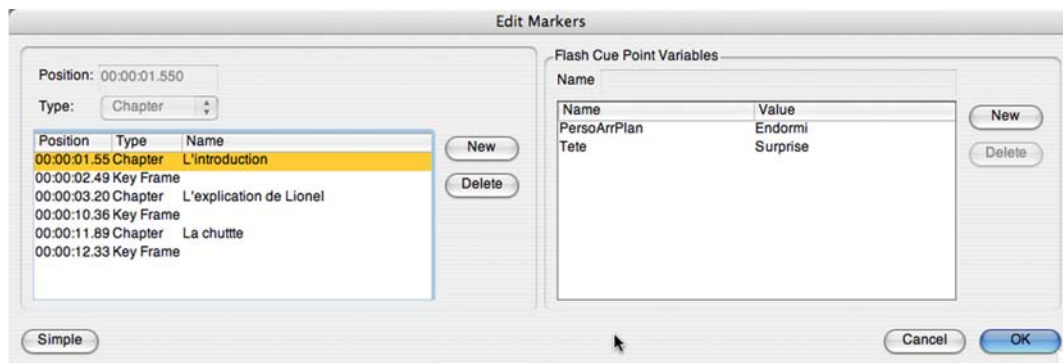 Edit Markers
Position: 00:00:01.550
Type: Chapter
Position Type Name
00:00:01.55 Chapter L'introduction
00:00:02.49 Key Frame
00:00:03.20 Chapter L'explication de Lionel
00:00:10.36 Key Frame
00:00:11.89 Chapter La chuttte
00:00:12.33 Key Frame
New
Delete
Flash Cue Point Variables
Name
Name Value
PersoArrPlan Endormi
Tete Surprise
New
Delete
Simple
Cancel OK